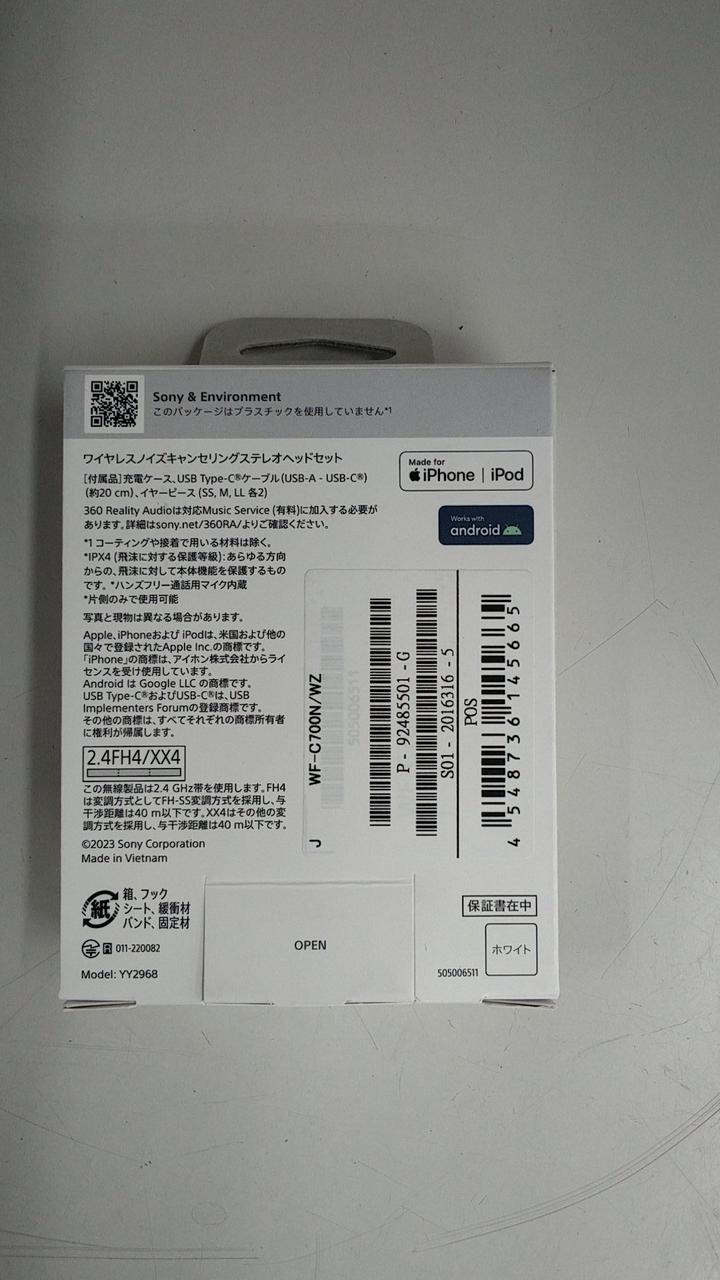 Sony & Environment
このパッケージはプラスチックを使用していません*1
ワイヤレスノイズキャンセリングステレオヘッドセット
[付属品]充電ケース、USB Type-C®ケーブル(USB-A - USB-C®)
(約20 cm)、イヤーピース (SS, M, LL 各2)
360 Reality Audioは対応Music Service (有料)に加入する必要が
あります。詳細はsony.net/360RA/よりご確認ください。
*1 コーティングや接着で用いる材料は除く。
*IPX4 (飛沫に対する保護等級): あらゆる方向
からの、飛沫に対して本体機能を保護するもの
です。*ハンズフリー通話用マイク内蔵
*片側のみで使用可能
写真と現物は異なる場合があります。
Apple、iPhoneおよび iPodは、米国および他の
国々で登録されたApple Inc.の商標です。
「iPhone」の商標は、アイホン株式会社からライ
センスを受け使用しています。
Android は Google LLC の商標です。
USB Type-C®およびUSB-C®は、USB
Implementers Forumの登録商標です。
その他の商標は、すべてそれぞれの商標所有者
に権利が帰属します。
2.4FH4/XX4
この無線製品は2.4 GHz帯を使用します。FH4
は変調方式としてFH-SS変調方式を採用し、与
干渉距離は40 m以下です。XX4はその他の変
調方式を採用し、与干渉距離は40 m以下です。
©2023 Sony Corporation
Made in Vietnam
Made for
iPhone | iPod
Works with
android
J WF-C700N/WZ
505006511
P - 92485501 - G
S01 - 2016316 - 5
POS
4 548736 145665
紙
箱、フック
シート、緩衝材
バンド、固定材
R 011-220082
Model: YY2968
OPEN
保証書在中
505006511
ホワイト